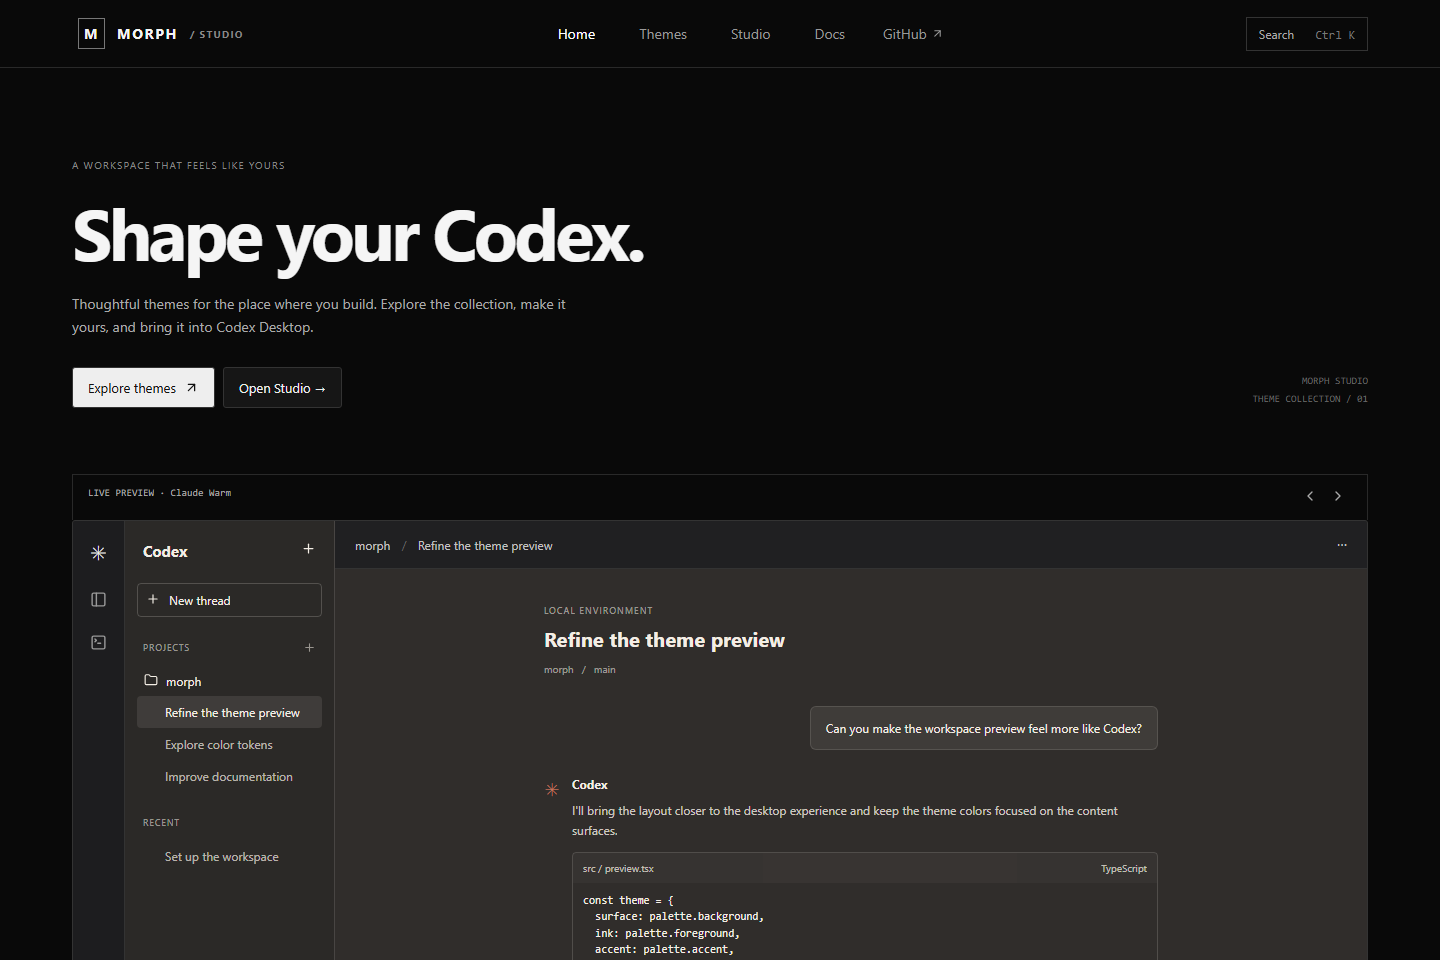 M MORPH / STUDIO
Home Themes Studio Docs GitHub ↗
Search Ctrl K
A WORKSPACE THAT FEELS LIKE YOURS
Shape your Codex.
Thoughtful themes for the place where you build. Explore the collection, make it
yours, and bring it into Codex Desktop.
Explore themes ↗
Open Studio →
MORPH STUDIO
THEME COLLECTION / 01
LIVE PREVIEW · Claude Warm
Codex +
+ New thread
PROJECTS +
morph
Refine the theme preview
Explore color tokens
Improve documentation
RECENT
Set up the workspace
morph / Refine the theme preview ...
LOCAL ENVIRONMENT
Refine the theme preview
morph / main
Can you make the workspace preview feel more like Codex?
Codex
I'll bring the layout closer to the desktop experience and keep the theme colors focused on the content
surfaces.
src / preview.tsx TypeScript
const theme = {
surface: palette.background,
ink: palette.foreground,
accent: palette.accent,